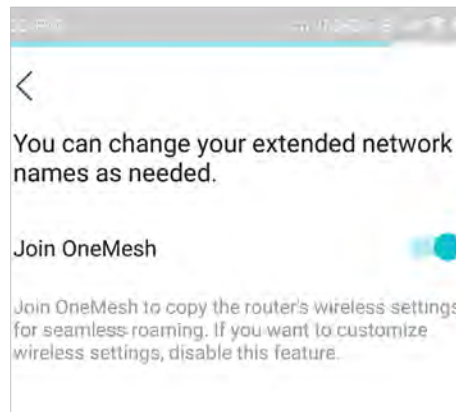 You can change your extended network
names as needed.
Join OneMesh
Join OneMesh to copy the router's wireless settings
for seamless roaming. If you want to customize
wireless settings, disable this feature.